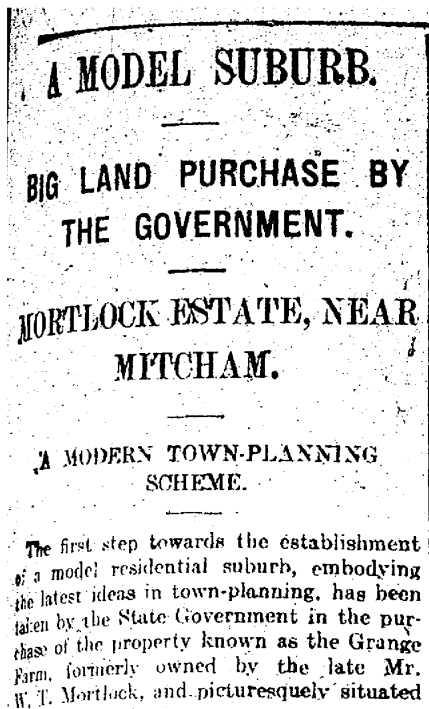 A MODEL SUBURB.
BIG LAND PURCHASE BY
THE GOVERNMENT.
MORTLOCK ESTATE, NEAR
MITCHAM.
A MODERN TOWN-PLANNING
SCHEME.
The first step towards the establishment
of a model residential suburb, embodying
the latest ideas in town-planning, has been
taken by the State Government in the pur-
chase of the property known as the Grange
Farm, formerly owned by the late Mr.
W. T. Mortlock, and picturesquely situated